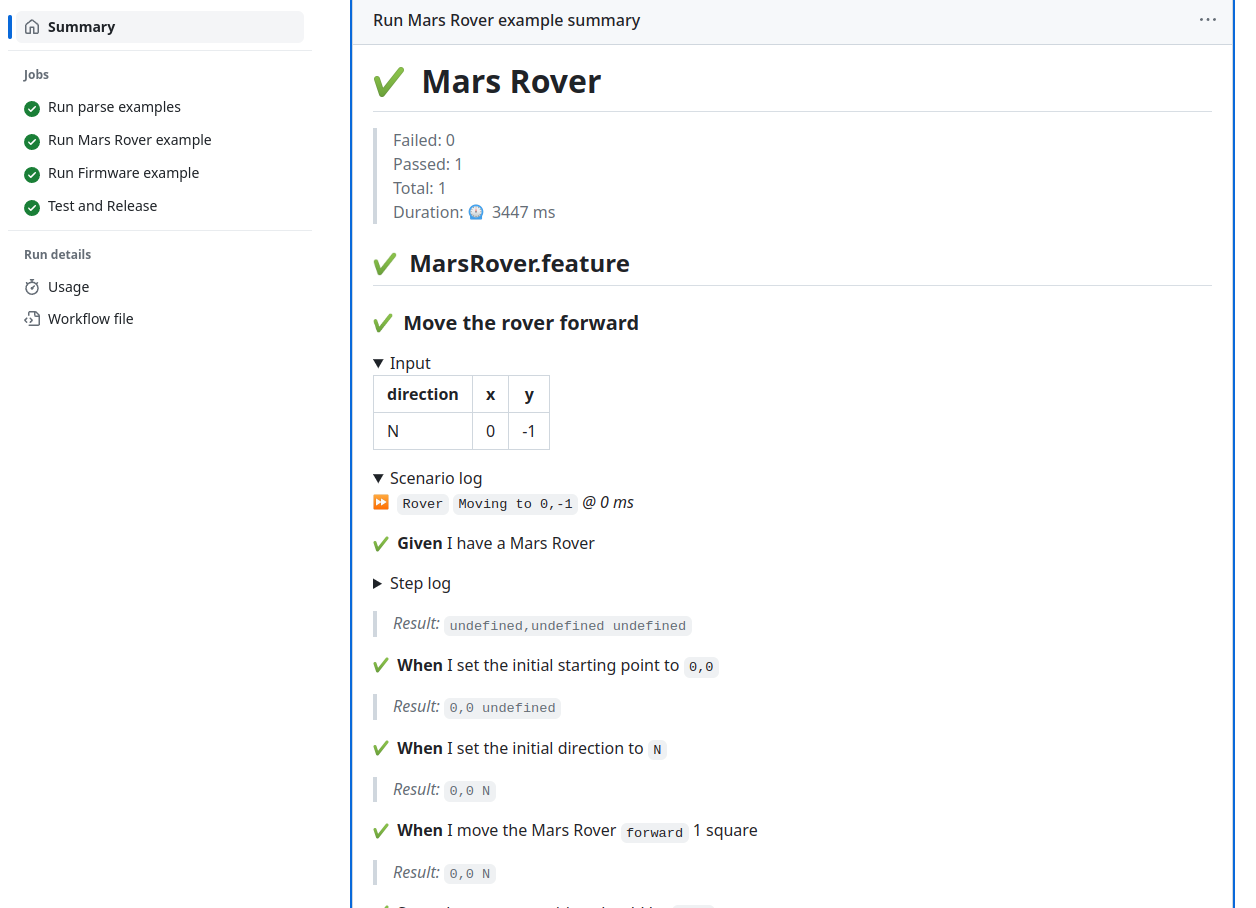 Summary
Jobs
Run parse examples
Run Mars Rover example
Run Firmware example
Test and Release
Run details
Usage
Workflow file
Run Mars Rover example summary
Mars Rover
Failed: 0
Passed: 1
Total: 1
Duration: 3447 ms
MarsRover.feature
Move the rover forward
Input
direction x y
N 0 -1
Scenario log
Rover Moving to 0,-1 @ 0 ms
Given I have a Mars Rover
Step log
Result: undefined,undefined undefined
When I set the initial starting point to 0,0
Result: 0,0 undefined
When I set the initial direction to N
Result: 0,0 N
When I move the Mars Rover forward 1 square
Result: 0,0 N